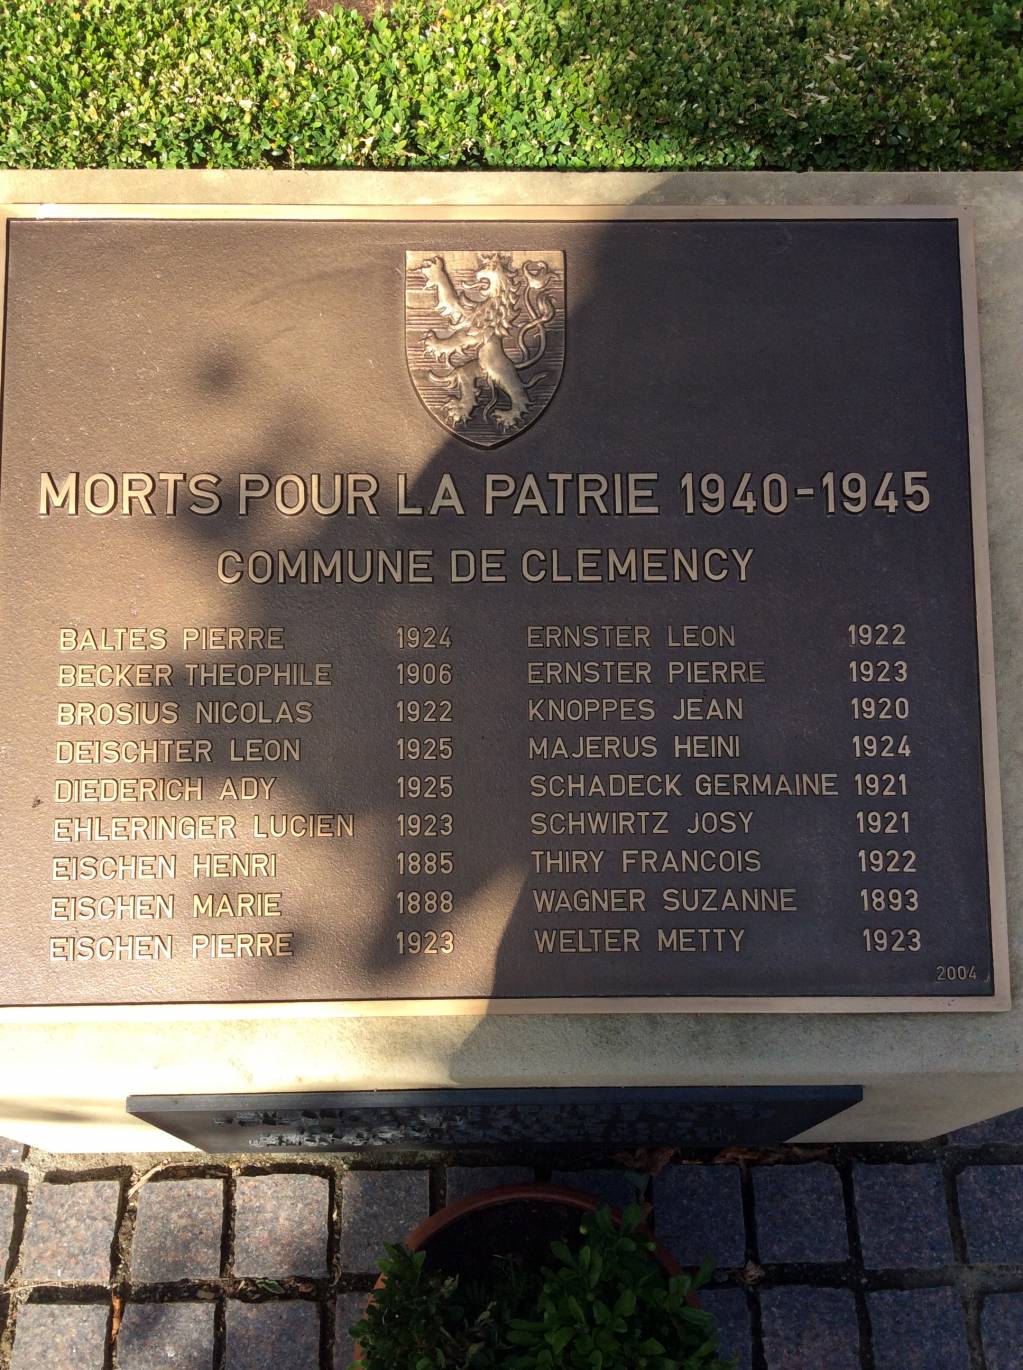 MORTS POUR LA PATRIE 1940-1945
COMMUNE DE CLEMENCY
BALTES PIERRE 1924
BECKER THEOPHILE 1906
BROSIUS NICOLAS 1922
DEISCHTER LEON 1925
DIEDERICH ADY 1925
EHLERINGER LUCIEN 1923
EISCHEN HENRI 1885
EISCHEN MARIE 1888
EISCHEN PIERRE 1923
ERNSTER LEON 1922
ERNSTER PIERRE 1923
KNOPPES JEAN 1920
MAJERUS HEINI 1924
SCHADECK GERMAINE 1921
SCHWIRTZ JOSY 1921
THIRY FRANCOIS 1922
WAGNER SUZANNE 1893
WELTER METTY 1923
2004